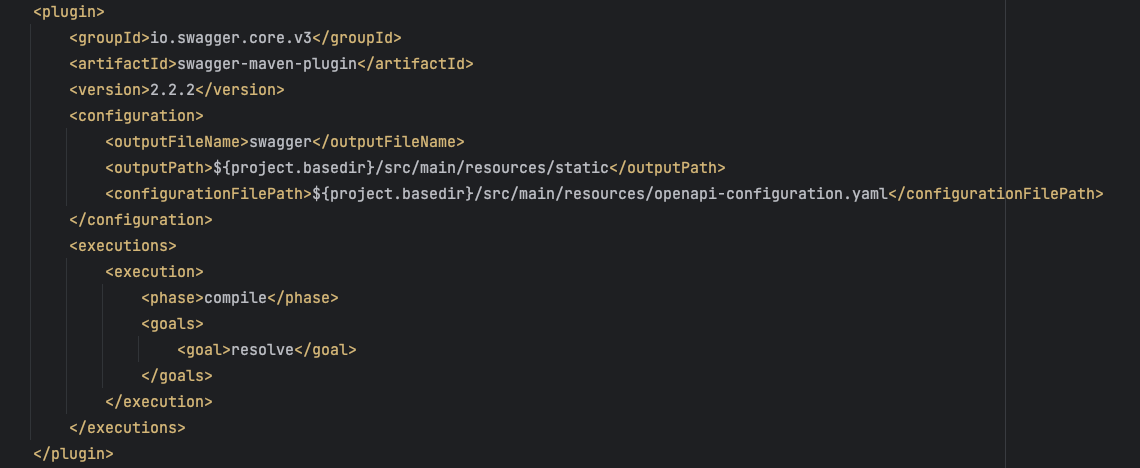 <plugin>
<groupId>io.swagger.core.v3</groupId>
<artifactId>swagger-maven-plugin</artifactId>
<version>2.2.2</version>
<configuration>
<outputFileName>swagger</outputFileName>
<outputPath>${project.basedir}/src/main/resources/static</outputPath>
<configurationFilePath>${project.basedir}/src/main/resources/openapi-configuration.yaml</configurationFilePath>
</configuration>
<executions>
<execution>
<phase>compile</phase>
<goals>
<goal>resolve</goal>
</goals>
</execution>
</executions>
</plugin>